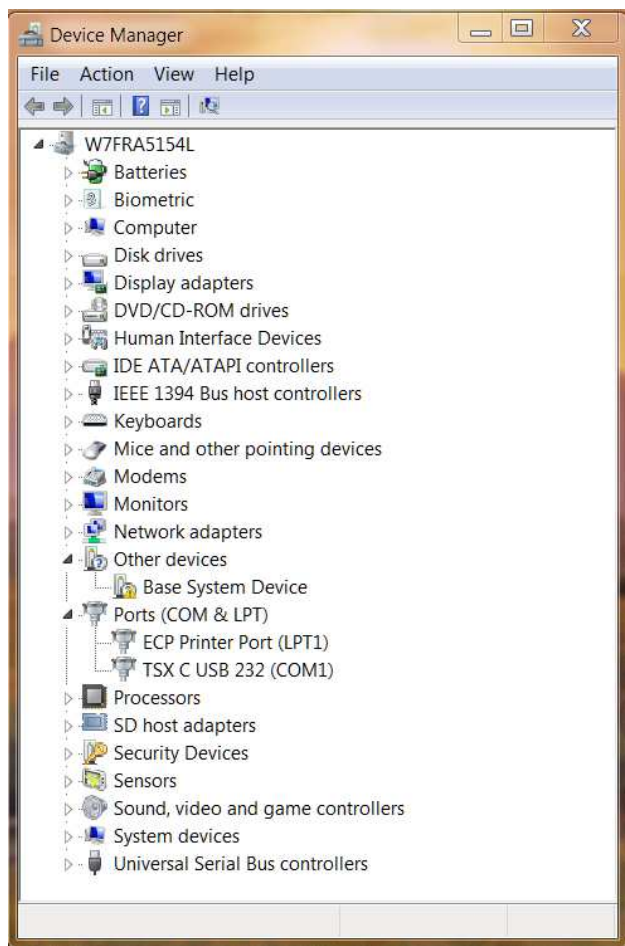 Device Manager
File Action View Help
W7FRA5154L
Batteries
Biometric
Computer
Disk drives
Display adapters
DVD/CD-ROM drives
Human Interface Devices
IDE ATA/ATAPI controllers
IEEE 1394 Bus host controllers
Keyboards
Mice and other pointing devices
Modems
Monitors
Network adapters
Other devices
Base System Device
Ports (COM & LPT)
ECP Printer Port (LPT1)
TSX C USB 232 (COM1)
Processors
SD host adapters
Security Devices
Sensors
Sound, video and game controllers
System devices
Universal Serial Bus controllers